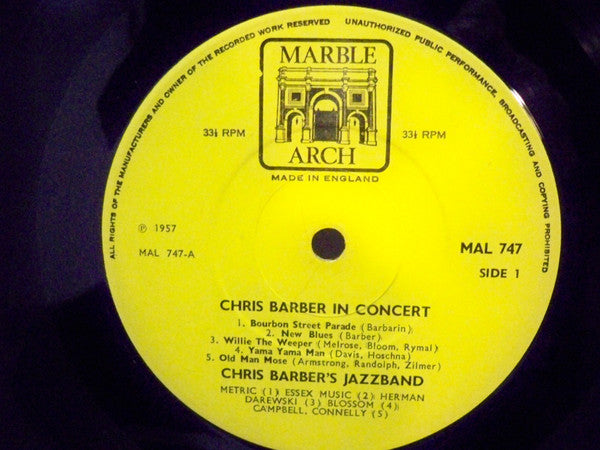 ALL RIGHTS OF THE MANUFACTURERS AND OWNER OF THE RECORDED WORK RESERVED
UNAUTHORIZED PUBLIC PERFORMANCE, BROADCASTING AND COPYING PROHIBITED
MARBLE
ARCH
33⅓ RPM
33⅓ RPM
MADE IN ENGLAND
℗ 1957
MAL 747-A
MAL 747
SIDE 1
CHRIS BARBER IN CONCERT
1. Bourbon Street Parade (Barbarin)
2. New Blues (Barber)
3. Willie The Weeper (Melrose, Bloom, Rymal)
4. Yama Yama Man (Davis, Hoschna)
5. Old Man Mose (Armstrong, Randolph, Zilmer)
CHRIS BARBER'S JAZZBAND
METRIC (1) ESSEX MUSIC (2); HERMAN
DAREWSKI (3) BLOSSOM (4);
CAMPBELL, CONNELLY (5)